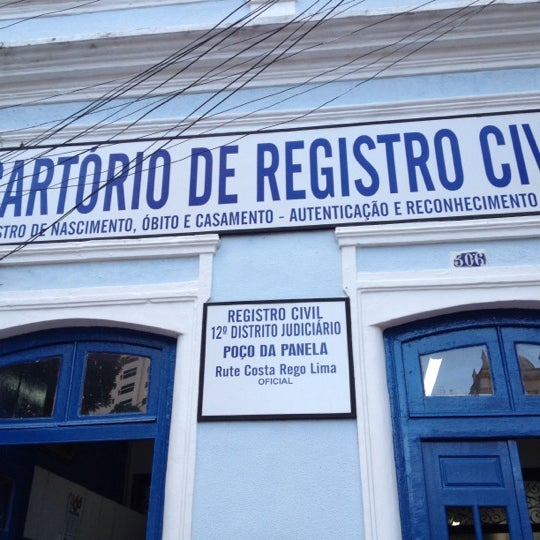 CARTÓRIO DE REGISTRO CIV
STRO DE NASCIMENTO, ÓBITO E CASAMENTO - AUTENTICAÇÃO E RECONHECIMENTO
506
REGISTRO CIVIL
12º DISTRITO JUDICIÁRIO
POÇO DA PANELA
Rute Costa Rego Lima
OFICIAL